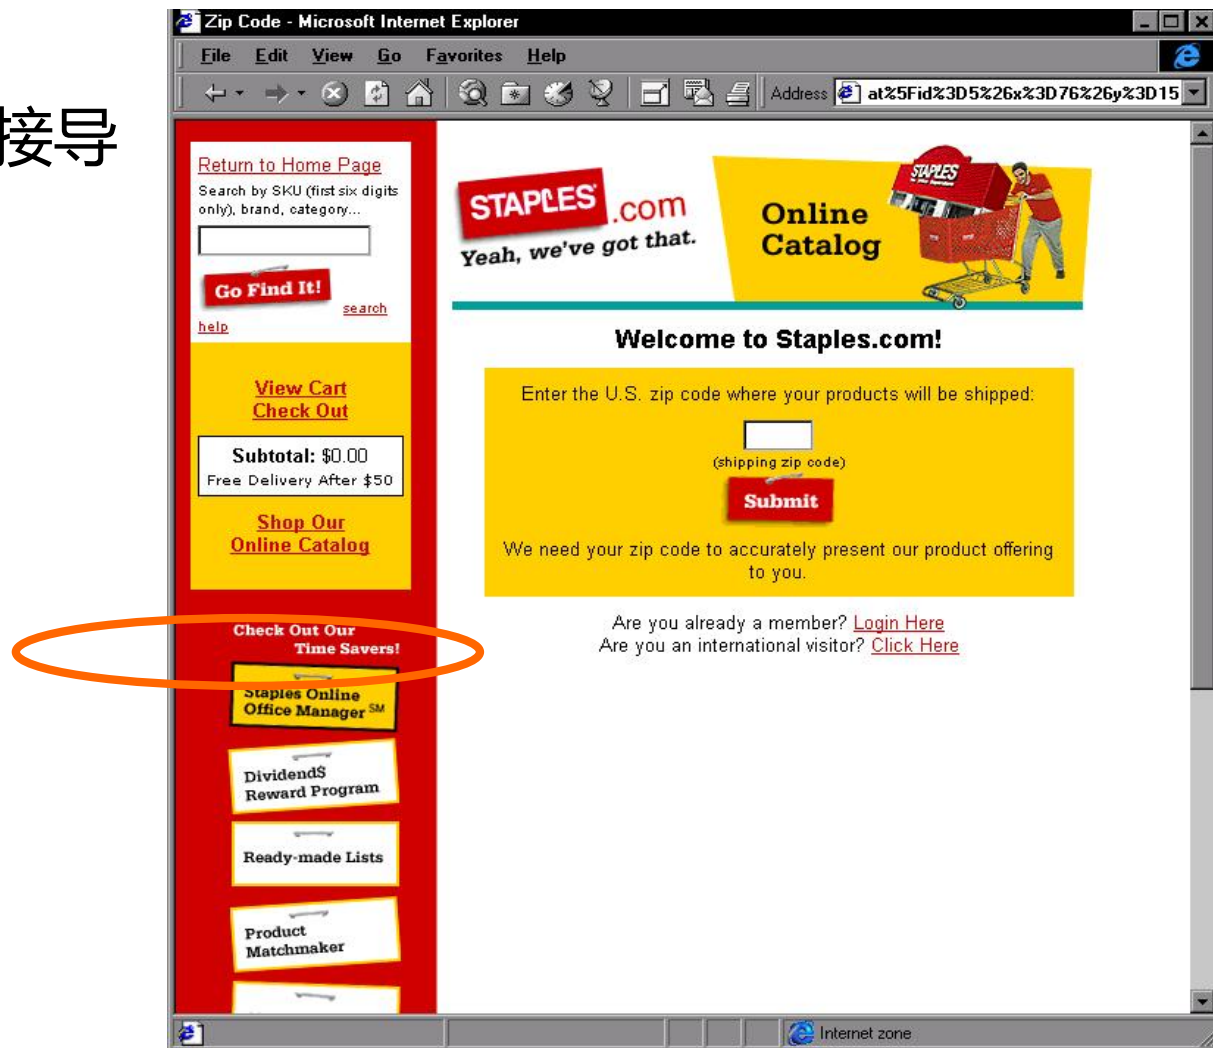 接导
Zip Code - Microsoft Internet Explorer
File Edit View Go Favorites Help
Address at%5Fid%3D5%26x%3D76%26y%3D15
Return to Home Page
Search by SKU (first six digits
only), brand, category...
Go Find It!
search
help
View Cart
Check Out
Subtotal: $0.00
Free Delivery After $50
Shop Our
Online Catalog
Check Out Our
Time Savers!
Staples Online
Office Manager SM
Dividend$
Reward Program
Ready-made Lists
Product
Matchmaker
STAPLES .com
Yeah, we've got that.
Online
Catalog
STAPLES
Welcome to Staples.com!
Enter the U.S. zip code where your products will be shipped:
(shipping zip code)
Submit
We need your zip code to accurately present our product offering
to you.
Are you already a member? Login Here
Are you an international visitor? Click Here
Internet zone